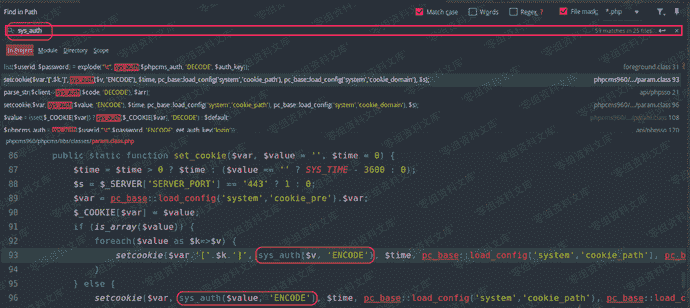 Find in Path
Match case Words Regex ? File mask: *.php
sys_auth 59 matches in 25 files
In Project Module Directory Scope
list($userid, $password) = explode("\t", sys_auth($phpcms_auth, 'DECODE', $auth_key)); foreground.class 31
setcookie($var.'['.$k.']', sys_auth($v, 'ENCODE'), $time, pc_base::load_config('system','cookie_path'), pc_base::load_config('system','cookie_domain'), $s); phpcms960/…/param.class 93
parse_str(sys_auth($code, 'DECODE'), $arr); api/phpsso 21
setcookie($var, sys_auth($value, 'ENCODE'), $time, pc_base::load_config('system','cookie_path'), pc_base::load_config('system','cookie_domain'), $s); phpcms960/…/param.class 96
$value = isset($_COOKIE[$var]) ? sys_auth($_COOKIE[$var], 'DECODE') : $default; phpcms960/…/param.class 108
$phpcms_auth = sys_auth($userid."\t".$password, 'ENCODE', get_auth_key('login')); api/phpsso 120
phpcms960/phpcms/libs/classes/param.class.php
86 public static function set_cookie($var, $value = '', $time = 0) {
87 $time = $time > 0 ? $time : ($value == '' ? SYS_TIME - 3600 : 0);
88 $s = $_SERVER['SERVER_PORT'] == '443' ? 1 : 0;
89 $var = pc_base::load_config('system','cookie_pre').$var;
90 $_COOKIE[$var] = $value;
91 if (is_array($value)) {
92 foreach($value as $k=>$v) {
93 setcookie($var.'['.$k.']', sys_auth($v, 'ENCODE'), $time, pc_base::load_config('system','cookie_path'), pc_b
94 }
95 } else {
96 setcookie($var, sys_auth($value, 'ENCODE'), $time, pc_base::load_config('system','cookie_path'), pc_base